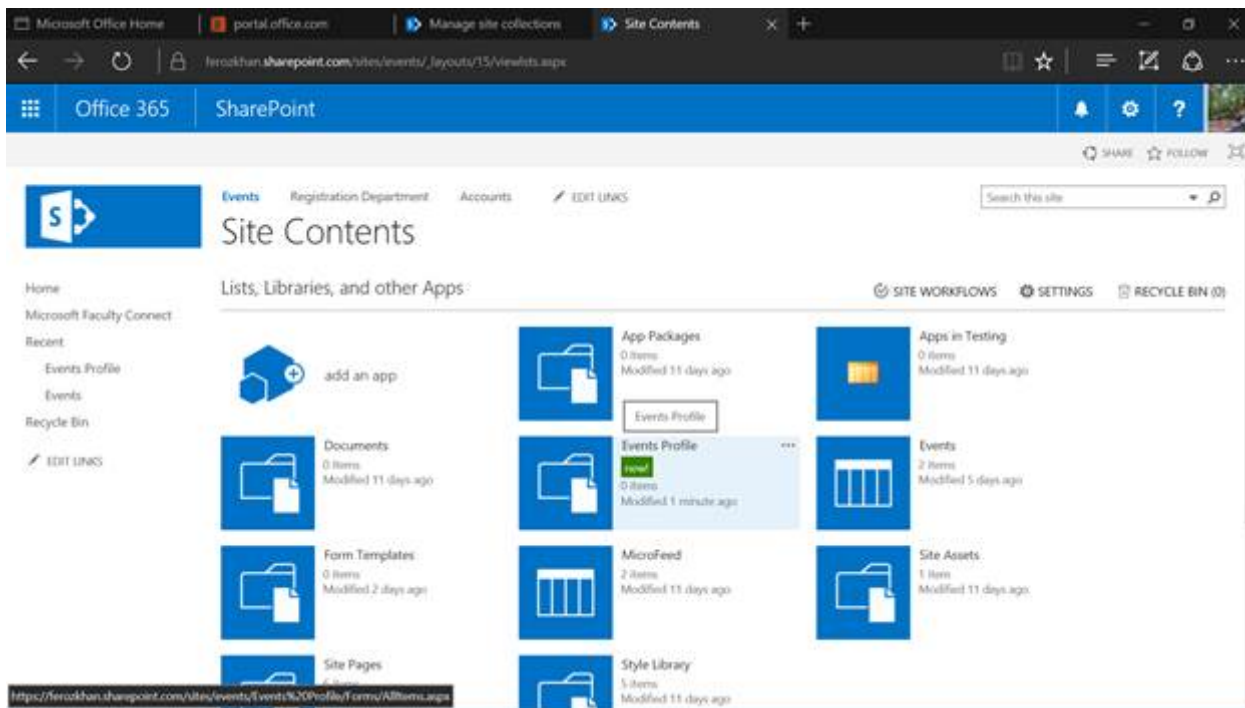 Microsoft Office Home
portal.office.com
Manage site collections
Site Contents
ferozkhan.sharepoint.com/sites/events/_layouts/15/viewlsts.aspx
Office 365
SharePoint
?
SHARE
FOLLOW
S
Events
Registration Department
Accounts
EDIT LINKS
Search this site
Site Contents
Home
Microsoft Faculty Connect
Recent
Events Profile
Events
Recycle Bin
EDIT LINKS
Lists, Libraries, and other Apps
SITE WORKFLOWS
SETTINGS
RECYCLE BIN (0)
add an app
App Packages
0 items
Modified 11 days ago
Apps in Testing
0 items
Modified 11 days ago
Events Profile
Documents
0 items
Modified 11 days ago
Events Profile
new!
0 items
Modified 1 minute ago
Events
2 items
Modified 5 days ago
Form Templates
0 items
Modified 2 days ago
MicroFeed
2 items
Modified 11 days ago
Site Assets
1 item
Modified 11 days ago
Site Pages
Style Library
5 items
Modified 11 days ago
https://ferozkhan.sharepoint.com/sites/events/Events%20Profile/Forms/AllItems.aspx